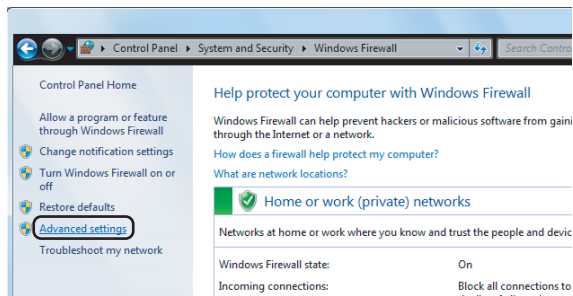 Control Panel ▸ System and Security ▸ Windows Firewall
Search Contro
Control Panel Home
Allow a program or feature
through Windows Firewall
Change notification settings
Turn Windows Firewall on or
off
Restore defaults
Advanced settings
Troubleshoot my network
Help protect your computer with Windows Firewall
Windows Firewall can help prevent hackers or malicious software from gaini
through the Internet or a network.
How does a firewall help protect my computer?
What are network locations?
Home or work (private) networks
Networks at home or work where you know and trust the people and devic
Windows Firewall state: On
Incoming connections: Block all connections to